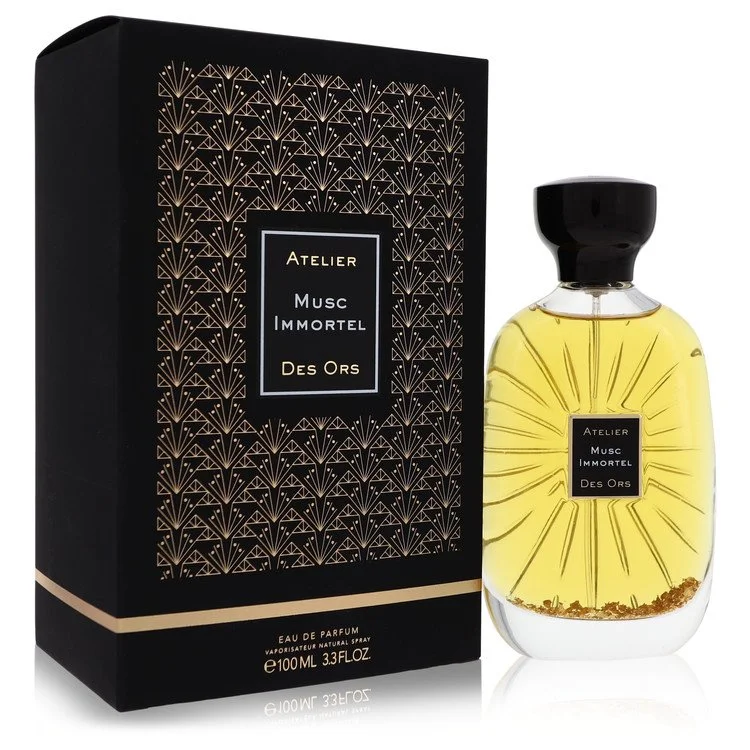 Atelier
Musc
Immortel
Des Ors
EAU DE PARFUM
VAPORISATEUR NATURAL SPRAY
℮100ML 3.3FL.OZ.
Atelier
Musc
Immortel
Des Ors